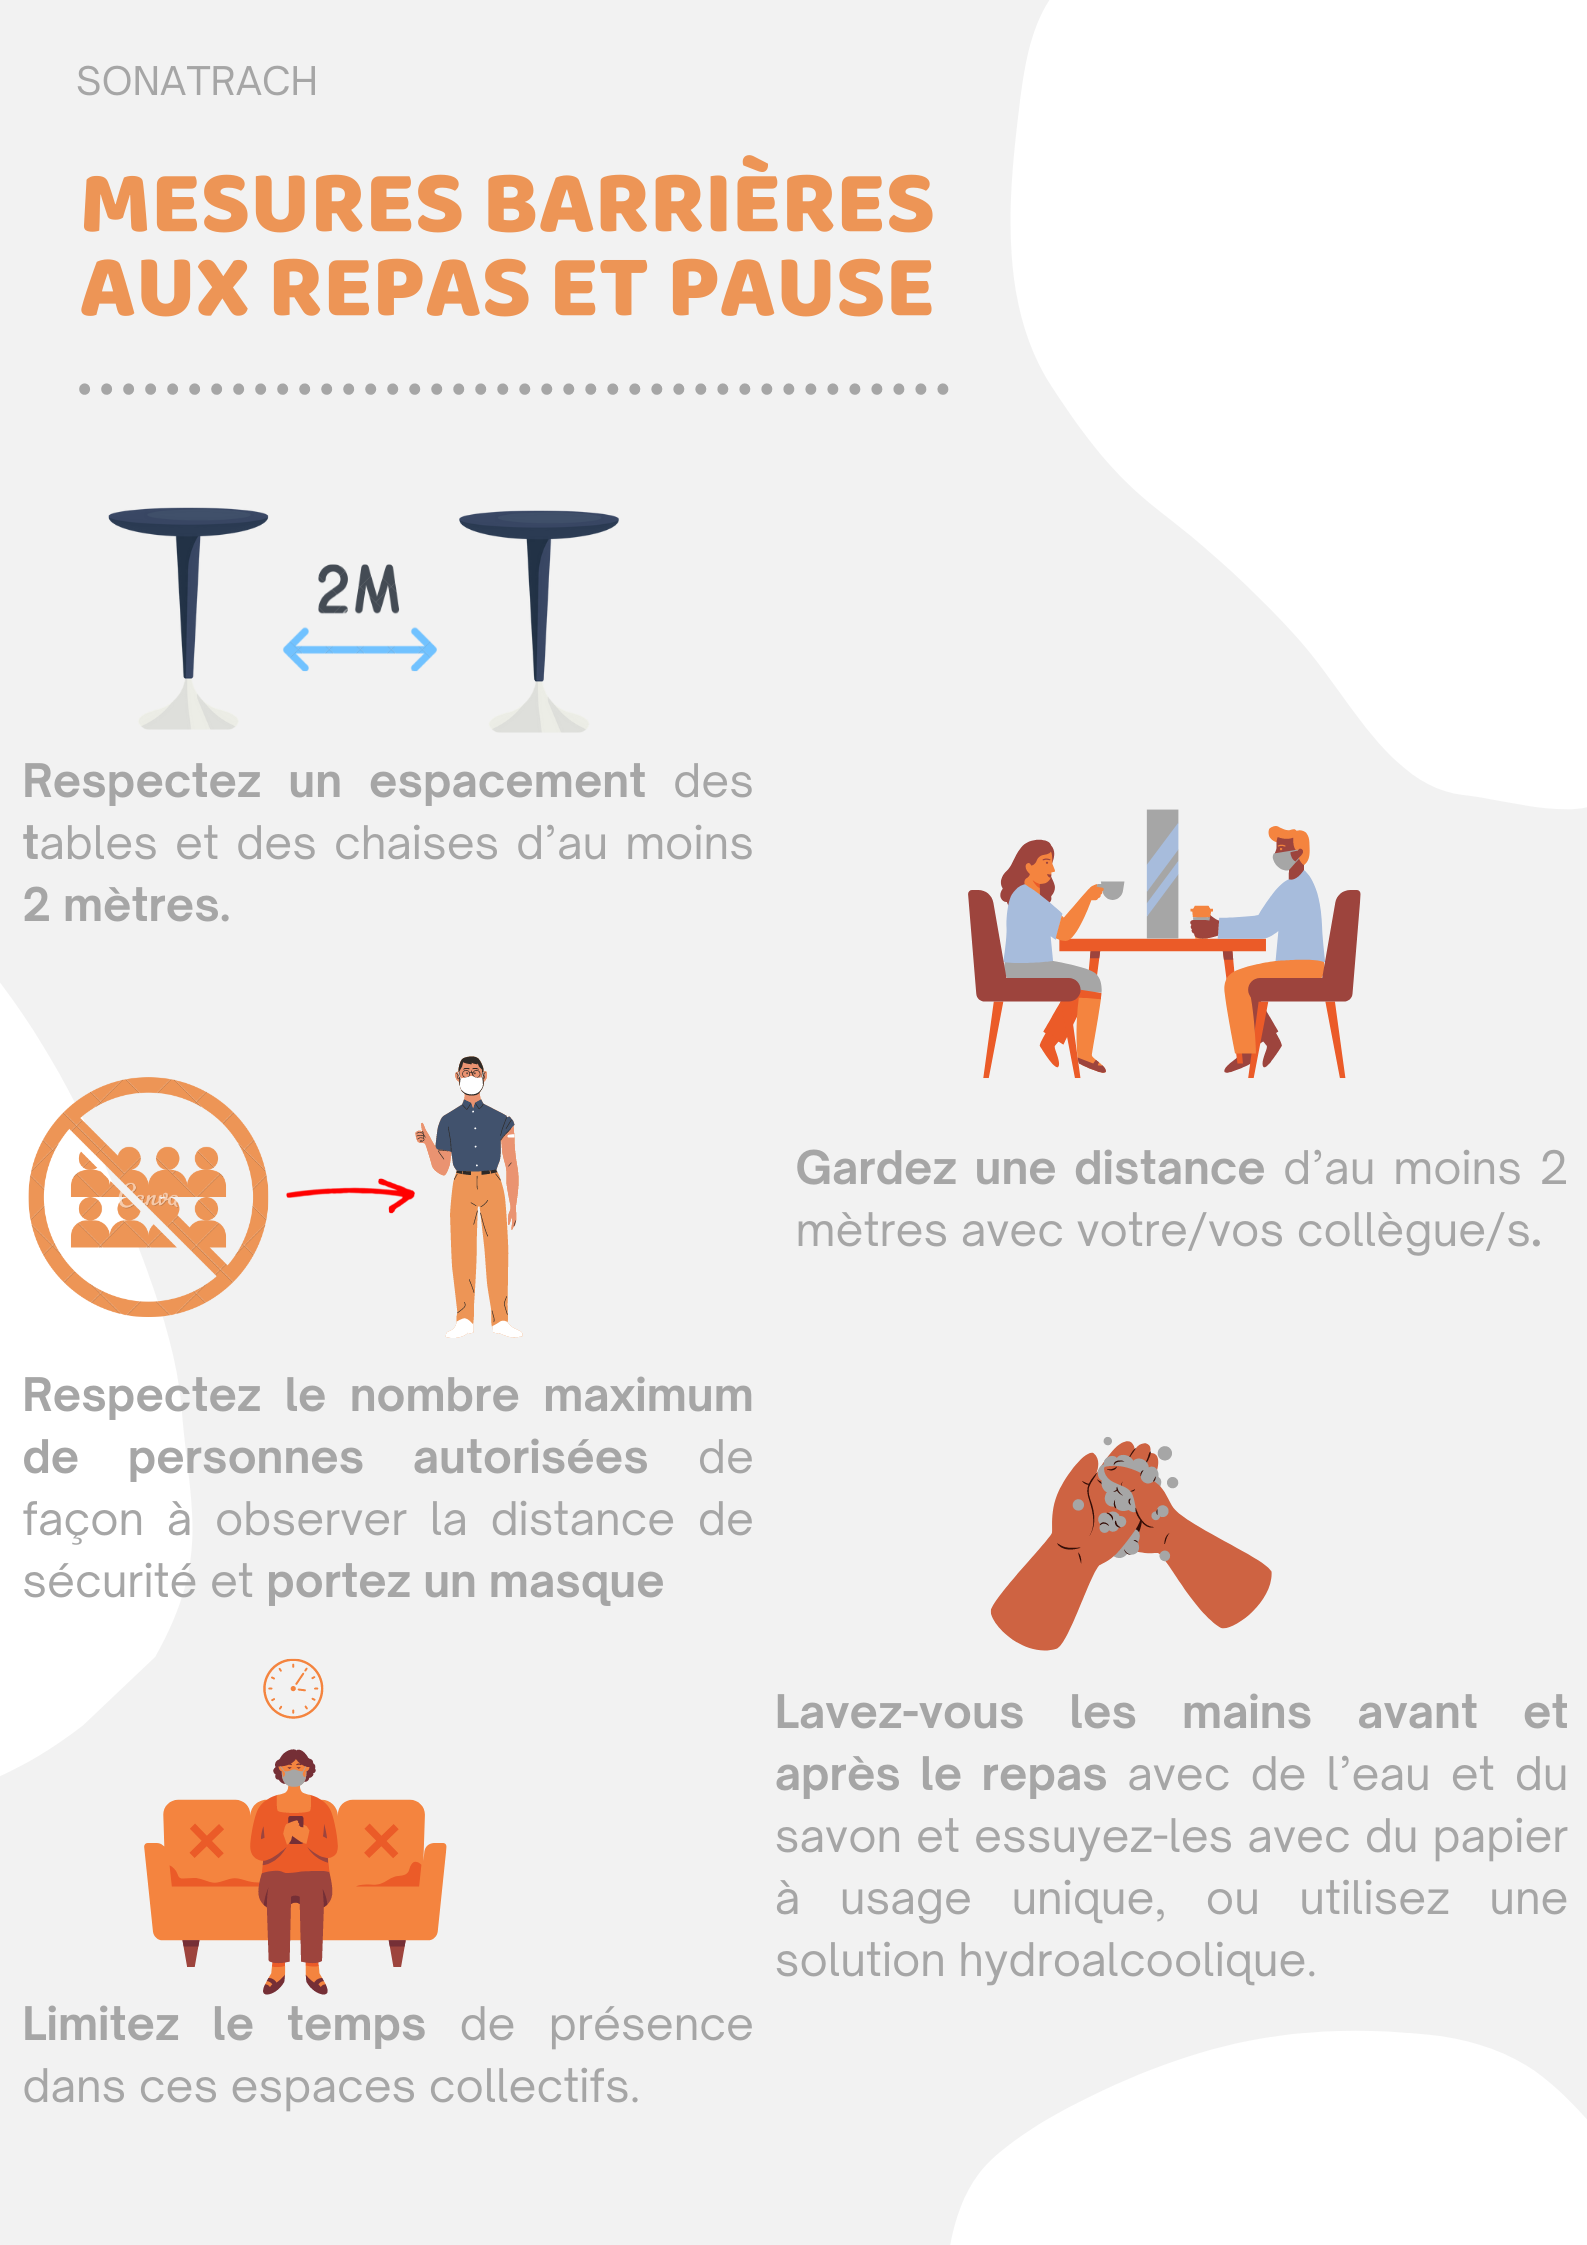 SONATRACH
MESURES BARRIÈRES
AUX REPAS ET PAUSE
2M
Respectez un espacement des
tables et des chaises d’au moins
2 mètres.
Gardez une distance d’au moins 2
mètres avec votre/vos collègue/s.
Canva
Respectez le nombre maximum
de personnes autorisées de
façon à observer la distance de
sécurité et portez un masque
Lavez-vous les mains avant et
après le repas avec de l’eau et du
savon et essuyez-les avec du papier
à usage unique, ou utilisez une
solution hydroalcoolique.
Limitez le temps de présence
dans ces espaces collectifs.